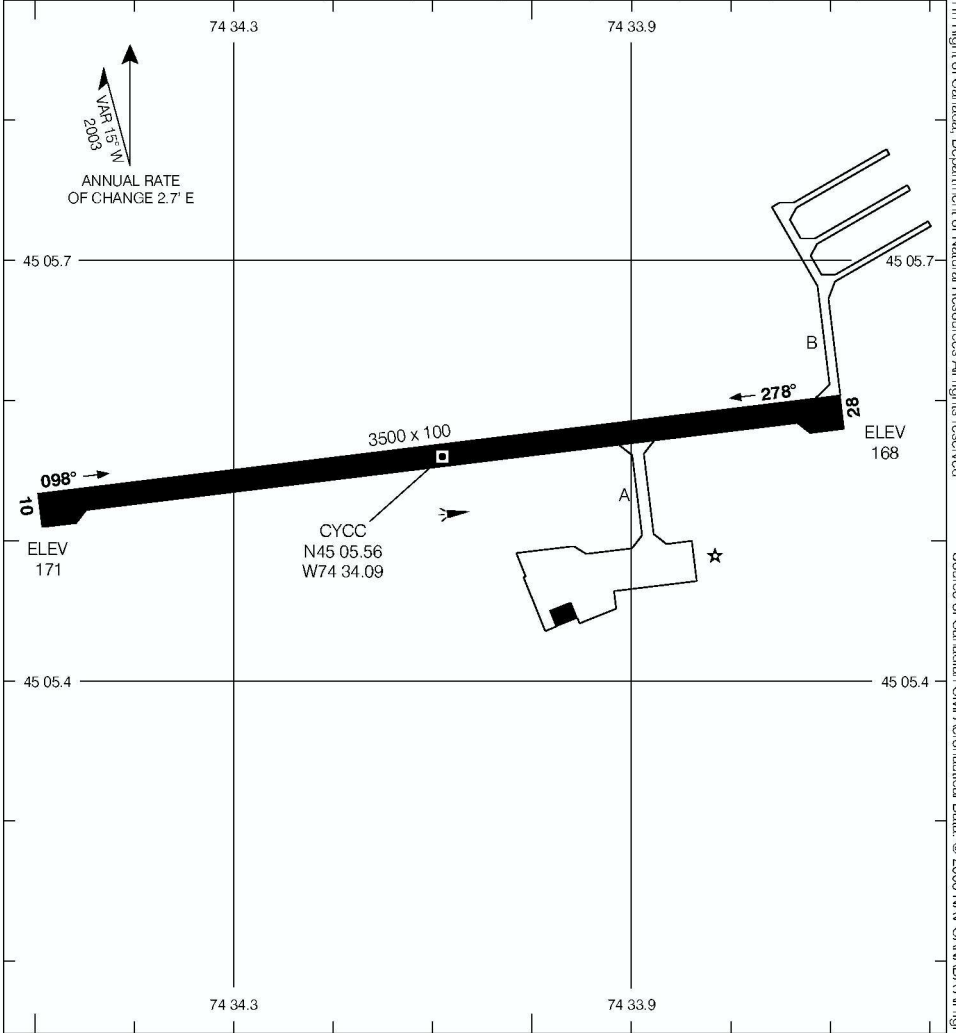 74 34.3
74 33.9
VAR 15° W
2003
ANNUAL RATE
OF CHANGE 2.7' E
45 05.7
45 05.7
B
278°
28
3500 x 100
ELEV
168
098°
10
A
CYCC
N45 05.56
W74 34.09
ELEV
171
45 05.4
45 05.4
74 34.3
74 33.9